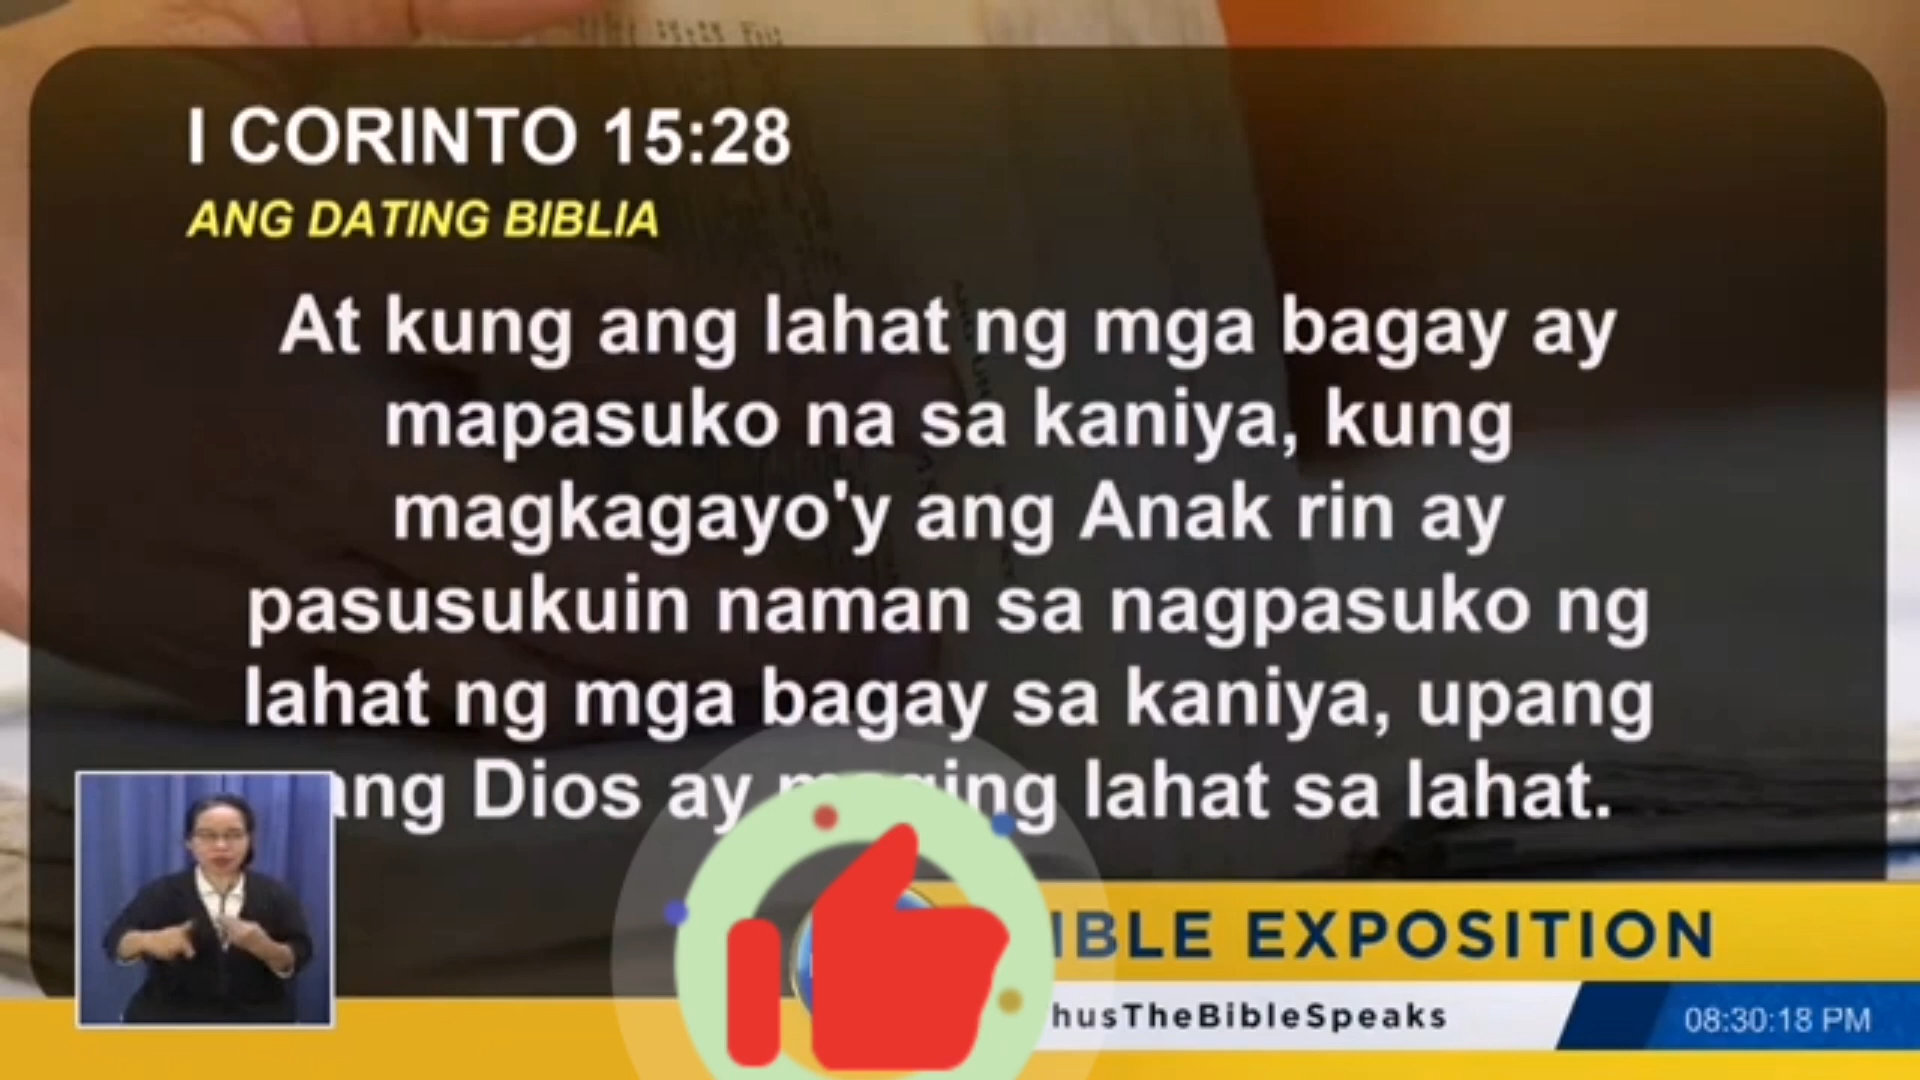 I CORINTO 15:28
ANG DATING BIBLIA
At kung ang lahat ng mga bagay ay
mapasuko na sa kaniya, kung
magkagayo'y ang Anak rin ay
pasusukuin naman sa nagpasuko ng
lahat ng mga bagay sa kaniya, upang
ang Dios ay lahat sa lahat.
EXPOSITION
husTheBibleSpeaks
08:30:18 PM